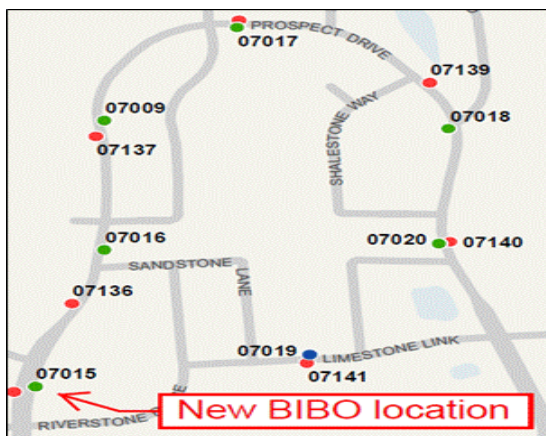 PROSPECT DRIVE
07017
07139
07009
SHALESTONE WAY
07018
07137
07016
07020
07140
SANDSTONE
LANE
07136
07019
LIMESTONE LINK
07015
07141
RIVERSTONE
New BIBO location